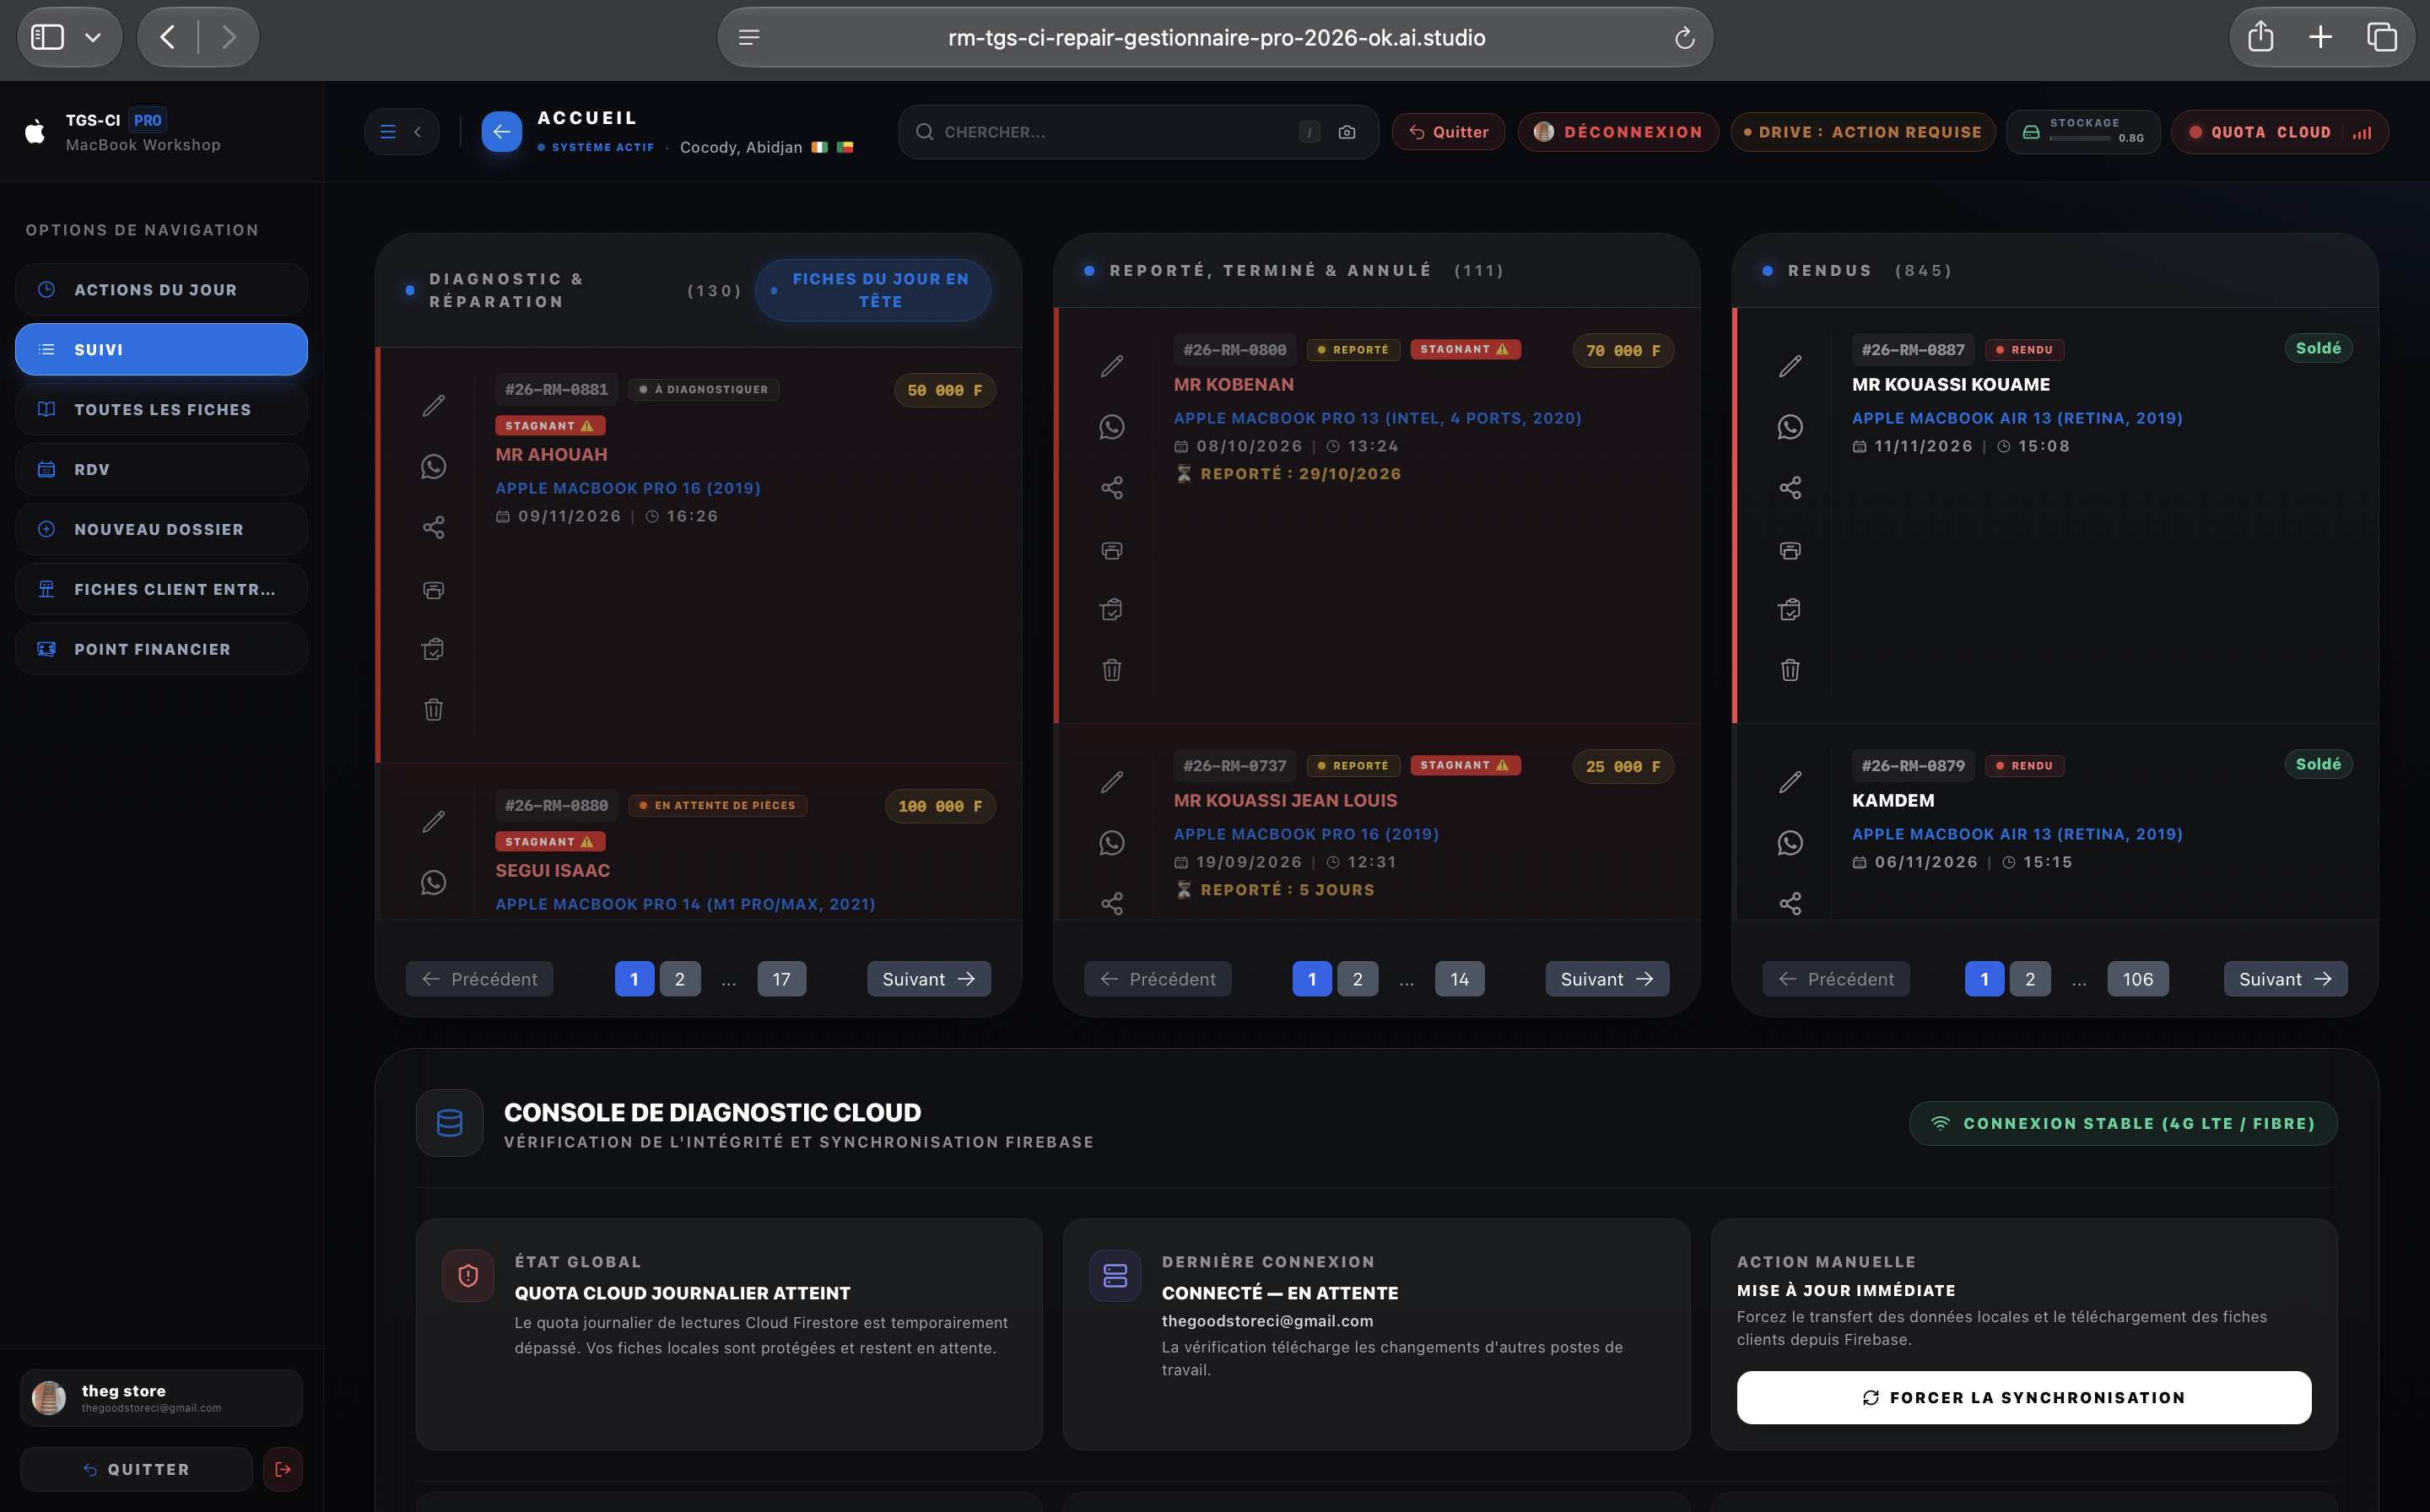 rm-tgs-ci-repair-gestionnaire-pro-2026-ok.ai.studio
TGS-CI PRO
MacBook Workshop
OPTIONS DE NAVIGATION
ACTIONS DU JOUR
SUIVI
TOUTES LES FICHES
RDV
NOUVEAU DOSSIER
FICHES CLIENT ENTR...
POINT FINANCIER
theg store
thegoodstoreci@gmail.com
QUITTER
ACCUEIL
SYSTÈME ACTIF · Cocody, Abidjan
CHERCHER... /
Quitter
DÉCONNEXION
DRIVE : ACTION REQUISE
STOCKAGE
0.8G
QUOTA CLOUD
DIAGNOSTIC & RÉPARATION (130)
FICHES DU JOUR EN TÊTE
#26-RM-0881 À DIAGNOSTIQUER 50 000 F
STAGNANT ⚠️
MR AHOUAH
APPLE MACBOOK PRO 16 (2019)
09/11/2026 | 16:26
#26-RM-0880 EN ATTENTE DE PIÈCES 100 000 F
STAGNANT ⚠️
SEGUI ISAAC
APPLE MACBOOK PRO 14 (M1 PRO/MAX, 2021)
← Précédent 1 2 ... 17 Suivant →
REPORTÉ, TERMINÉ & ANNULÉ (111)
#26-RM-0800 REPORTÉ STAGNANT ⚠️ 70 000 F
MR KOBENAN
APPLE MACBOOK PRO 13 (INTEL, 4 PORTS, 2020)
08/10/2026 | 13:24
⏳ REPORTÉ : 29/10/2026
#26-RM-0737 REPORTÉ STAGNANT ⚠️ 25 000 F
MR KOUASSI JEAN LOUIS
APPLE MACBOOK PRO 16 (2019)
19/09/2026 | 12:31
⏳ REPORTÉ : 5 JOURS
← Précédent 1 2 ... 14 Suivant →
RENDUS (845)
#26-RM-0887 RENDU Soldé
MR KOUASSI KOUAME
APPLE MACBOOK AIR 13 (RETINA, 2019)
11/11/2026 | 15:08
#26-RM-0879 RENDU Soldé
KAMDEM
APPLE MACBOOK AIR 13 (RETINA, 2019)
06/11/2026 | 15:15
← Précédent 1 2 ... 106 Suivant →
CONSOLE DE DIAGNOSTIC CLOUD
VÉRIFICATION DE L'INTÉGRITÉ ET SYNCHRONISATION FIREBASE
CONNEXION STABLE (4G LTE / FIBRE)
ÉTAT GLOBAL
QUOTA CLOUD JOURNALIER ATTEINT
Le quota journalier de lectures Cloud Firestore est temporairement
dépassé. Vos fiches locales sont protégées et restent en attente.
DERNIÈRE CONNEXION
CONNECTÉ — EN ATTENTE
thegoodstoreci@gmail.com
La vérification télécharge les changements d'autres postes de
travail.
ACTION MANUELLE
MISE À JOUR IMMÉDIATE
Forcez le transfert des données locales et le téléchargement des fiches
clients depuis Firebase.
FORCER LA SYNCHRONISATION